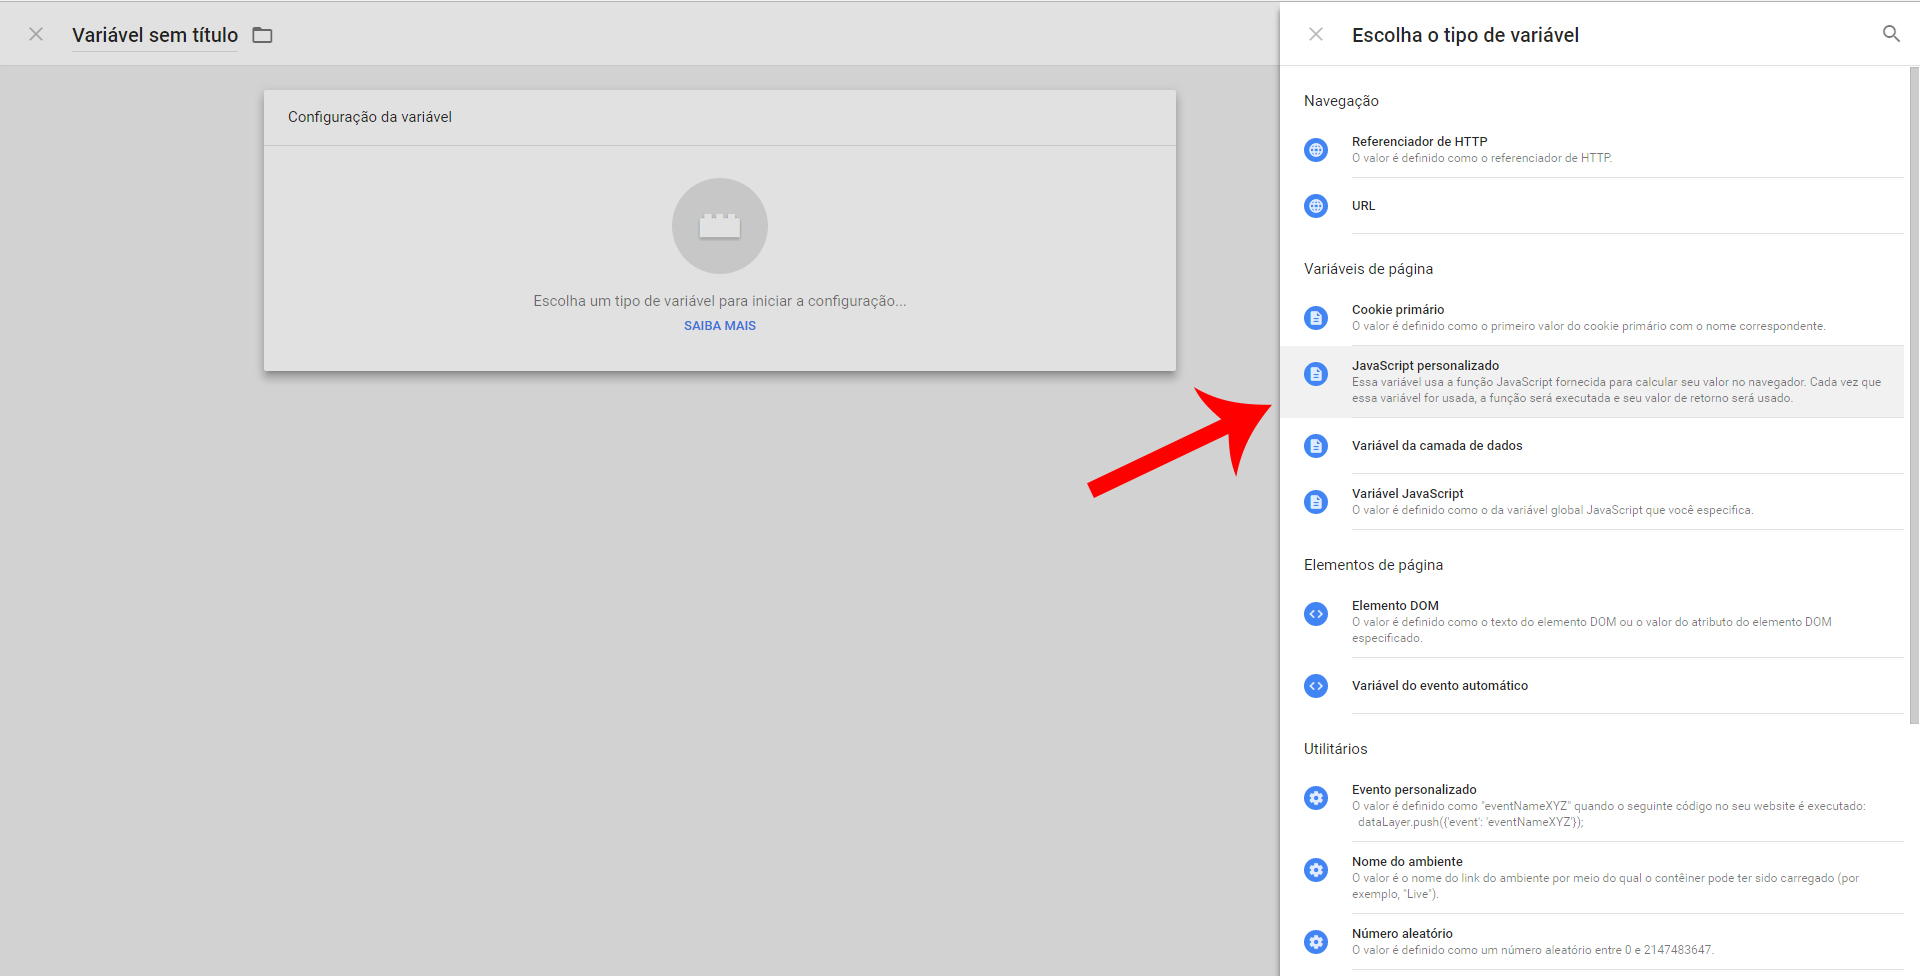 Variável sem título
Configuração da variável
Escolha um tipo de variável para iniciar a configuração...
SAIBA MAIS
Escolha o tipo de variável
Navegação
Referenciador de HTTP
O valor é definido como o referenciador de HTTP.
URL
Variáveis de página
Cookie primário
O valor é definido como o primeiro valor do cookie primário com o nome correspondente.
JavaScript personalizado
Essa variável usa a função JavaScript fornecida para calcular seu valor no navegador. Cada vez que
essa variável for usada, a função será executada e seu valor de retorno será usado.
Variável da camada de dados
Variável JavaScript
O valor é definido como o da variável global JavaScript que você especifica.
Elementos de página
Elemento DOM
O valor é definido como o texto do elemento DOM ou o valor do atributo do elemento DOM
especificado.
Variável do evento automático
Utilitários
Evento personalizado
O valor é definido como "eventNameXYZ" quando o seguinte código no seu website é executado:
dataLayer.push({'event': 'eventNameXYZ'});
Nome do ambiente
O valor é o nome do link do ambiente por meio do qual o contêiner pode ter sido carregado (por
exemplo, "Live").
Número aleatório
O valor é definido como um número aleatório entre 0 e 2147483647.